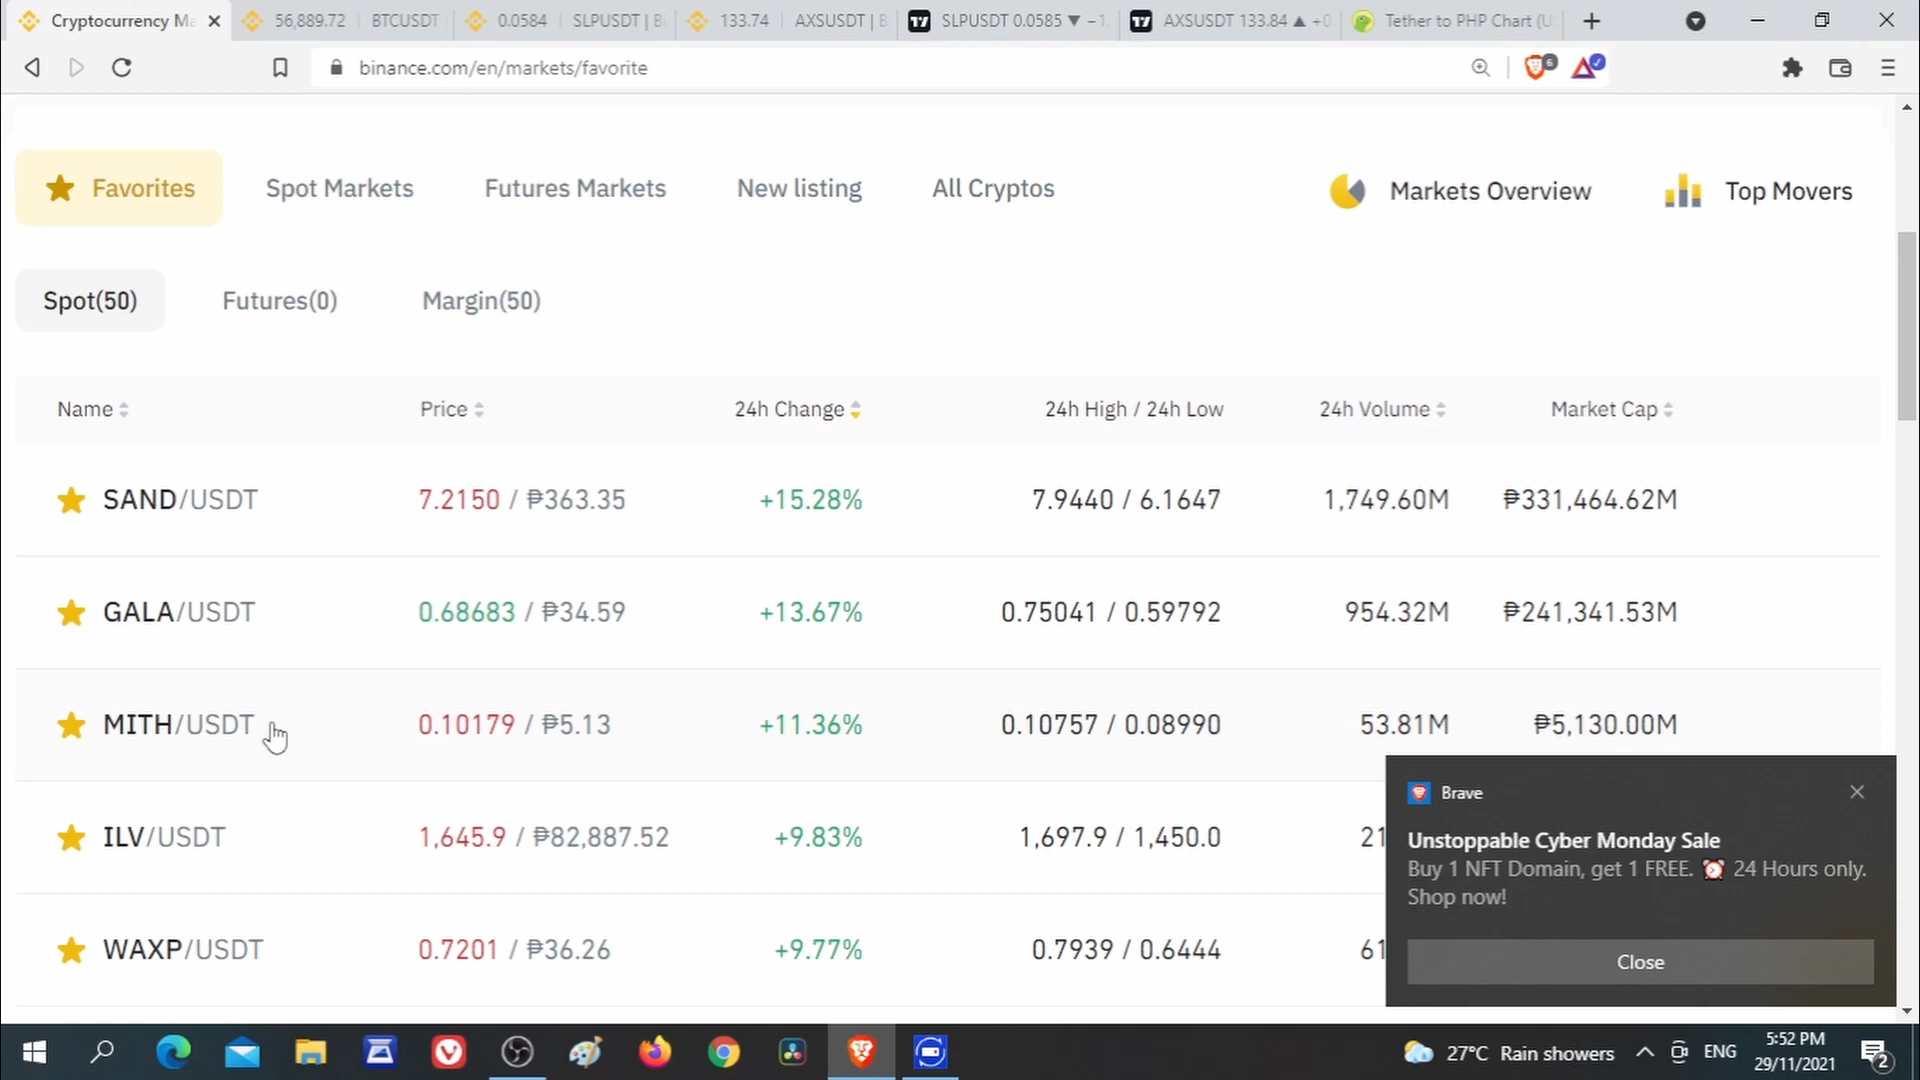 Cryptocurrency Ma
56,889.72 | BTCUSDT
0.0584 | SLPUSDT | Bi
133.74 | AXSUSDT | B
SLPUSDT 0.0585 ▼ −1.
AXSUSDT 133.84 ▲ +0
Tether to PHP Chart (U
binance.com/en/markets/favorite
6
Favorites
Spot Markets
Futures Markets
New listing
All Cryptos
Markets Overview
Top Movers
Spot(50)
Futures(0)
Margin(50)
Name Price 24h Change 24h High / 24h Low 24h Volume Market Cap
SAND/USDT 7.2150 / ₱363.35 +15.28% 7.9440 / 6.1647 1,749.60M ₱331,464.62M
GALA/USDT 0.68683 / ₱34.59 +13.67% 0.75041 / 0.59792 954.32M ₱241,341.53M
MITH/USDT 0.10179 / ₱5.13 +11.36% 0.10757 / 0.08990 53.81M ₱5,130.00M
ILV/USDT 1,645.9 / ₱82,887.52 +9.83% 1,697.9 / 1,450.0 21
WAXP/USDT 0.7201 / ₱36.26 +9.77% 0.7939 / 0.6444 61
Brave
Unstoppable Cyber Monday Sale
Buy 1 NFT Domain, get 1 FREE. ⏰ 24 Hours only.
Shop now!
Close
27°C Rain showers
ENG
5:52 PM
29/11/2021
2